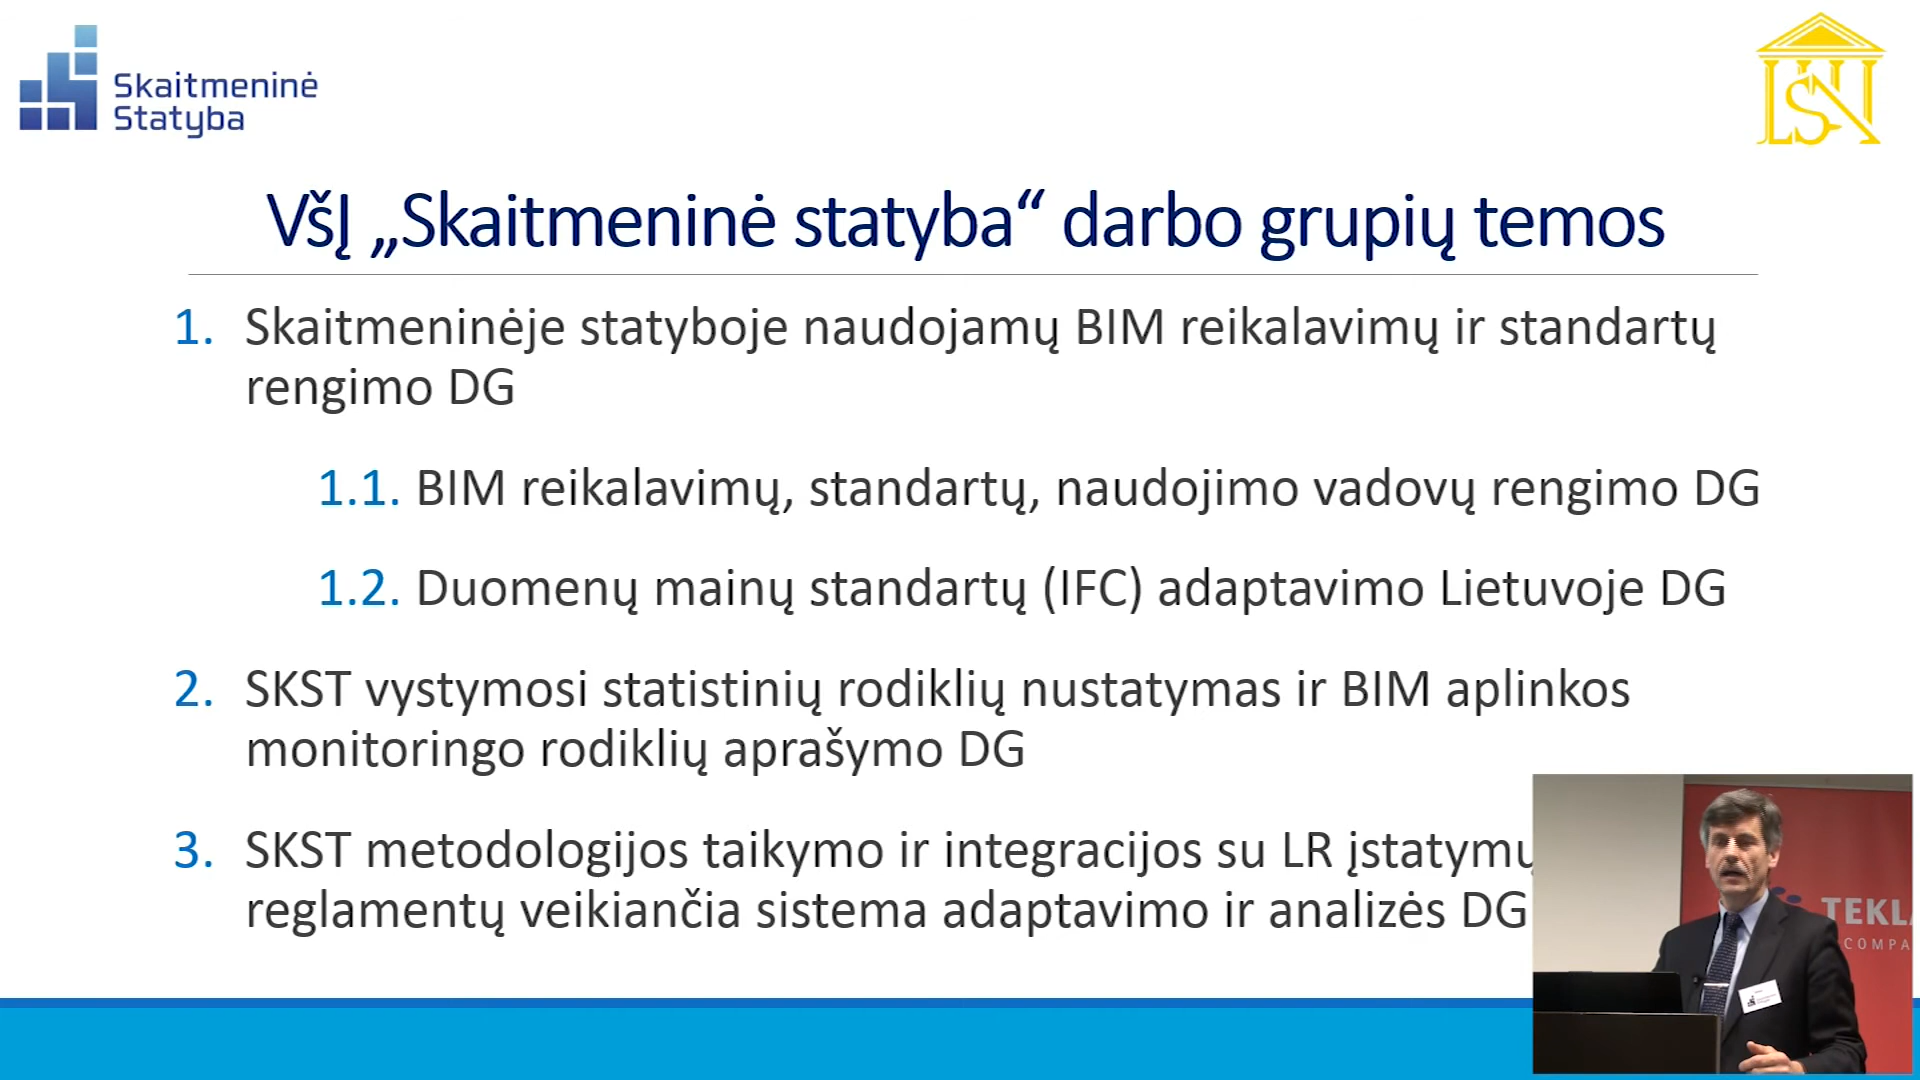 Skaitmeninė
Statyba
LSN
VšĮ „Skaitmeninė statyba“ darbo grupių temos
1. Skaitmeninėje statyboje naudojamų BIM reikalavimų ir standartų
rengimo DG
1.1. BIM reikalavimų, standartų, naudojimo vadovų rengimo DG
1.2. Duomenų mainų standartų (IFC) adaptavimo Lietuvoje DG
2. SKST vystymosi statistinių rodiklių nustatymas ir BIM aplinkos
monitoringo rodiklių aprašymo DG
3. SKST metodologijos taikymo ir integracijos su LR įstatymų
reglamentų veikiančia sistema adaptavimo ir analizės DG
TEKLA
COMPA